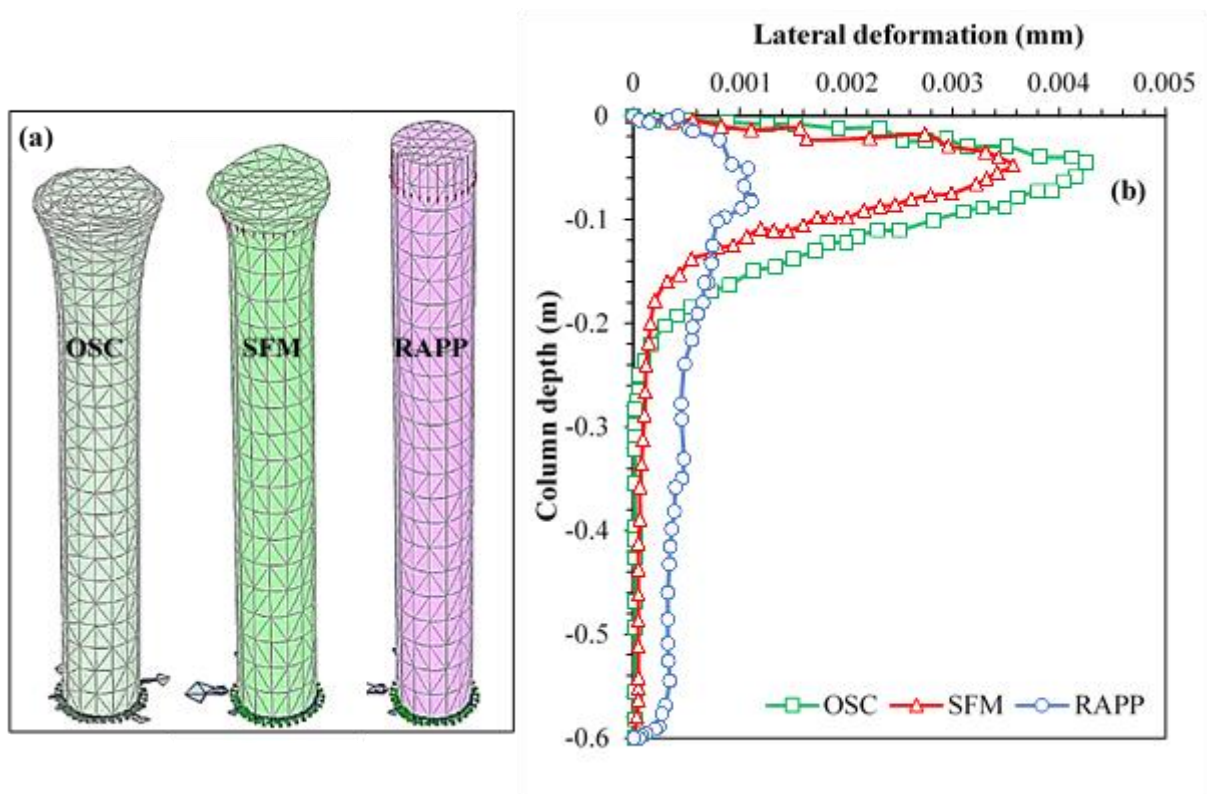 (a)
OSC
SFM
RAPP
Lateral deformation (mm)
0 0.001 0.002 0.003 0.004 0.005
0
-0.1
-0.2
-0.3
-0.4
-0.5
-0.6
Column depth (m)
(b)
OSC SFM RAPP